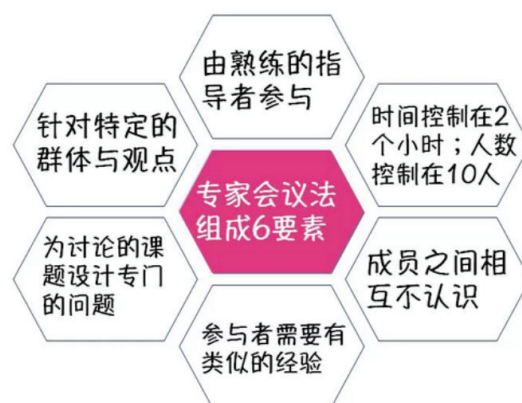 由熟练的指
导者参与
针对特定的
群体与观点
时间控制在2
个小时；人数
控制在10人
专家会议法
组成6要素
为讨论的课
题设计专门
的问题
成员之间相
互不认识
参与者需要有
类似的经验